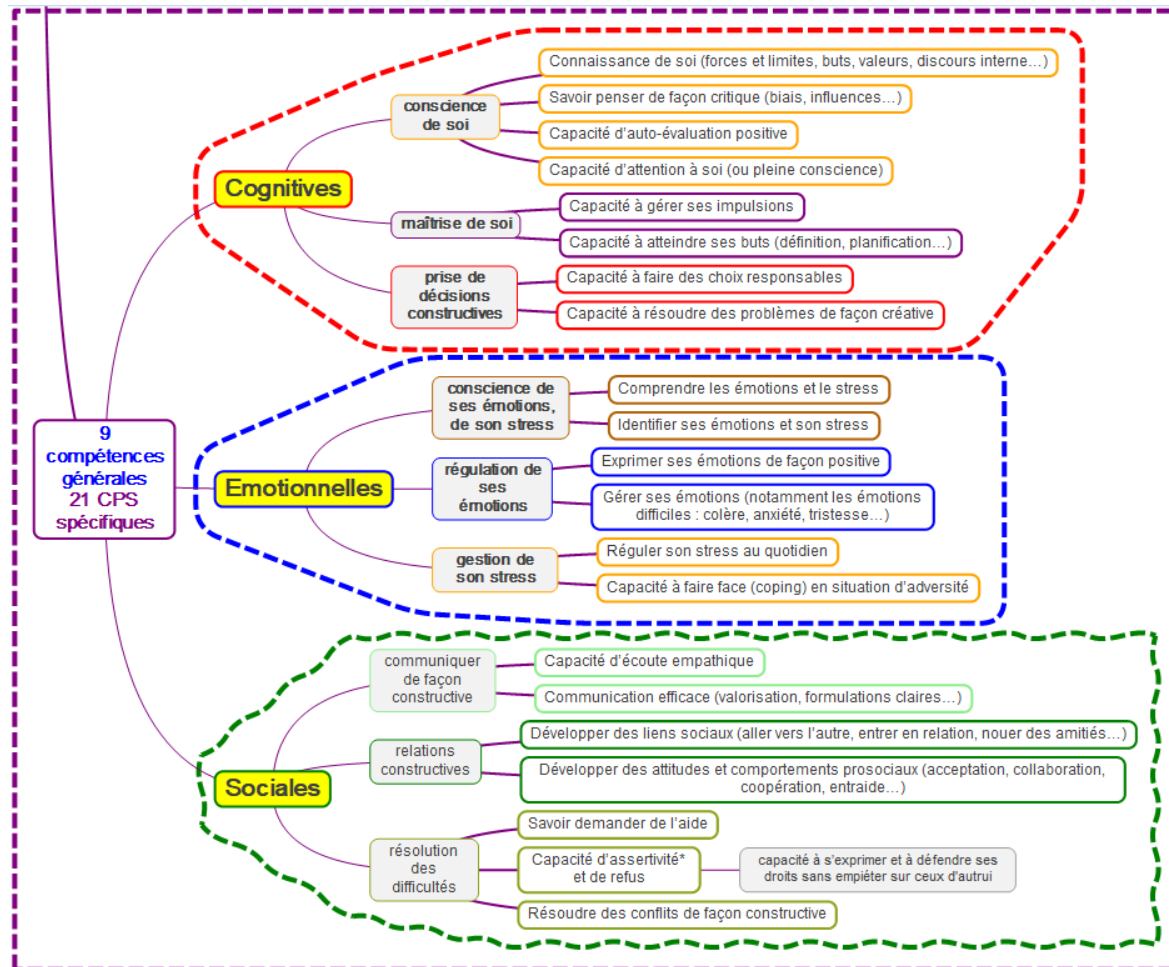 9
compétences
générales
21 CPS
spécifiques
Cognitives
conscience
de soi
Connaissance de soi (forces et limites, buts, valeurs, discours interne…)
Savoir penser de façon critique (biais, influences…)
Capacité d’auto-évaluation positive
Capacité d’attention à soi (ou pleine conscience)
maîtrise de soi
Capacité à gérer ses impulsions
Capacité à atteindre ses buts (définition, planification…)
prise de
décisions
constructives
Capacité à faire des choix responsables
Capacité à résoudre des problèmes de façon créative
Emotionnelles
conscience de
ses émotions,
de son stress
Comprendre les émotions et le stress
Identifier ses émotions et son stress
régulation de
ses
émotions
Exprimer ses émotions de façon positive
Gérer ses émotions (notamment les émotions
difficiles : colère, anxiété, tristesse…)
gestion de
son stress
Réguler son stress au quotidien
Capacité à faire face (coping) en situation d’adversité
Sociales
communiquer
de façon
constructive
Capacité d’écoute empathique
Communication efficace (valorisation, formulations claires…)
relations
constructives
Développer des liens sociaux (aller vers l’autre, entrer en relation, nouer des amitiés…)
Développer des attitudes et comportements prosociaux (acceptation, collaboration,
coopération, entraide…)
résolution
des
difficultés
Savoir demander de l’aide
Capacité d’assertivité*
et de refus
capacité à s’exprimer et à défendre ses
droits sans empiéter sur ceux d’autrui
Résoudre des conflits de façon constructive